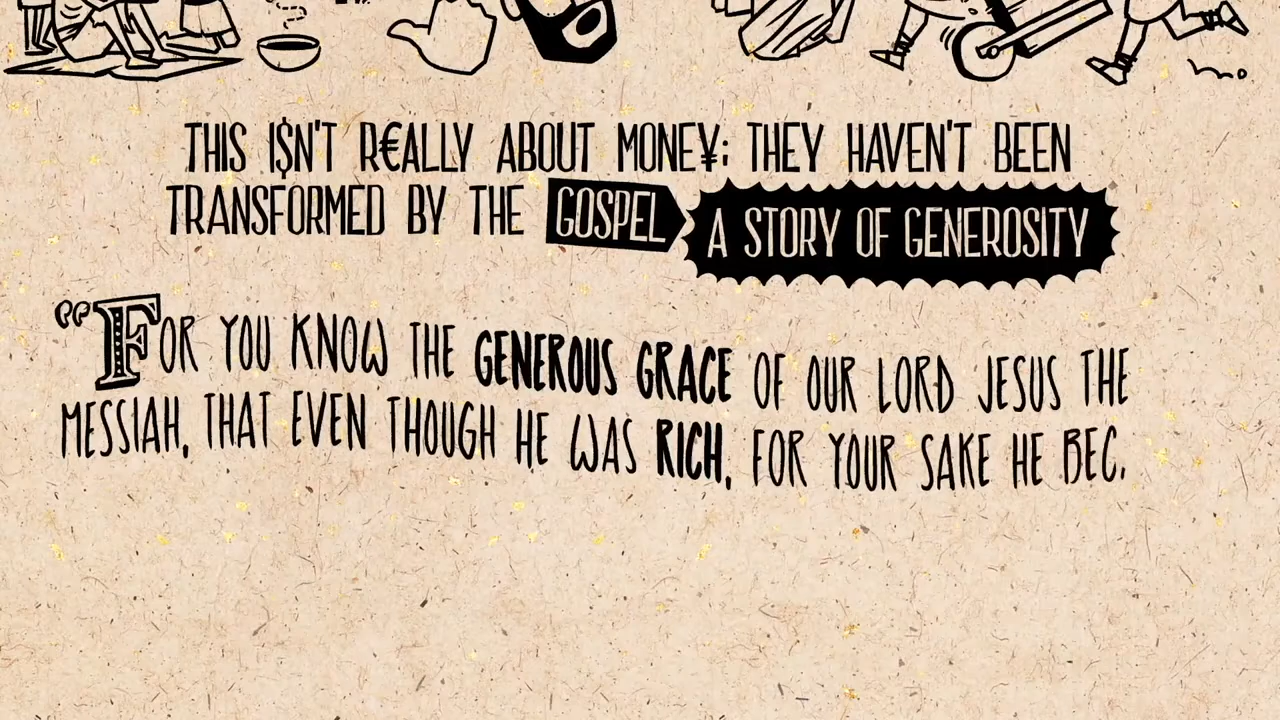 THIS I$N'T R€ALLY ABOUT MONE¥; THEY HAVEN'T BEEN
TRANSFORMED BY THE GOSPEL A STORY OF GENEROSITY
“FOR YOU KNOW THE GENEROUS GRACE OF OUR LORD JESUS THE
MESSIAH, THAT EVEN THOUGH HE WAS RICH, FOR YOUR SAKE HE BEC.